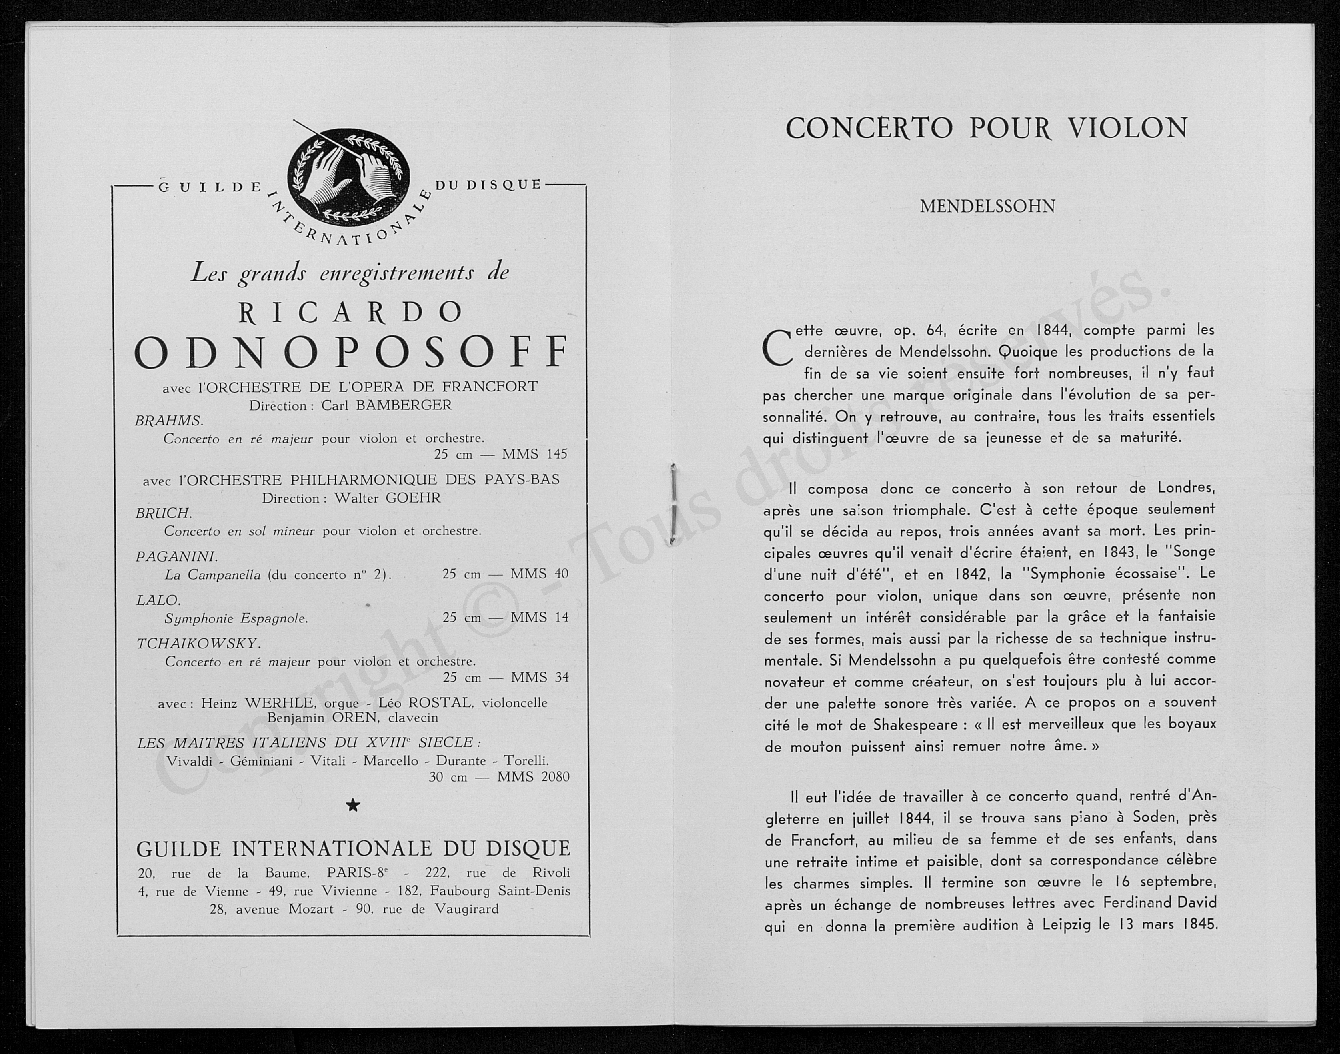 GUILDE INTERNATIONALE DU DISQUE
Les grands enregistrements de
RICARDO
ODNOPOSOFF
avec l'ORCHESTRE DE L'OPERA DE FRANCFORT
Direction : Carl BAMBERGER
BRAHMS.
Concerto en ré majeur pour violon et orchestre.
25 cm — MMS 145
avec l'ORCHESTRE PHILHARMONIQUE DES PAYS-BAS
Direction : Walter GOEHR
BRUCH.
Concerto en sol mineur pour violon et orchestre.
PAGANINI.
La Campanella (du concerto n° 2). 25 cm — MMS 40
LALO.
Symphonie Espagnole. 25 cm — MMS 14
TCHAIKOWSKY.
Concerto en ré majeur pour violon et orchestre.
25 cm — MMS 34
avec : Heinz WERHLE, orgue - Léo ROSTAL, violoncelle
Benjamin OREN, clavecin
LES MAITRES ITALIENS DU XVIIIe SIECLE :
Vivaldi - Géminiani - Vitali - Marcello - Durante - Torelli.
30 cm — MMS 2080
★
GUILDE INTERNATIONALE DU DISQUE
20, rue de la Baume, PARIS-8e - 222, rue de Rivoli
4, rue de Vienne - 49, rue Vivienne - 182, Faubourg Saint-Denis
28, avenue Mozart - 90, rue de Vaugirard
CONCERTO POUR VIOLON
MENDELSSOHN
Cette œuvre, op. 64, écrite en 1844, compte parmi les
dernières de Mendelssohn. Quoique les productions de la
fin de sa vie soient ensuite fort nombreuses, il n'y faut
pas chercher une marque originale dans l'évolution de sa per-
sonnalité. On y retrouve, au contraire, tous les traits essentiels
qui distinguent l'œuvre de sa jeunesse et de sa maturité.
Il composa donc ce concerto à son retour de Londres,
après une saison triomphale. C'est à cette époque seulement
qu'il se décida au repos, trois années avant sa mort. Les prin-
cipales œuvres qu'il venait d'écrire étaient, en 1843, le "Songe
d'une nuit d'été", et en 1842, la "Symphonie écossaise". Le
concerto pour violon, unique dans son œuvre, présente non
seulement un intérêt considérable par la grâce et la fantaisie
de ses formes, mais aussi par la richesse de sa technique instru-
mentale. Si Mendelssohn a pu quelquefois être contesté comme
novateur et comme créateur, on s'est toujours plu à lui accor-
der une palette sonore très variée. A ce propos on a souvent
cité le mot de Shakespeare : « Il est merveilleux que les boyaux
de mouton puissent ainsi remuer notre âme. »
Il eut l'idée de travailler à ce concerto quand, rentré d'An-
gleterre en juillet 1844, il se trouva sans piano à Soden, près
de Francfort, au milieu de sa femme et de ses enfants, dans
une retraite intime et paisible, dont sa correspondance célèbre
les charmes simples. Il termine son œuvre le 16 septembre,
après un échange de nombreuses lettres avec Ferdinand David
qui en donna la première audition à Leipzig le 13 mars 1845.
Copyright © - Tous droits réservés.